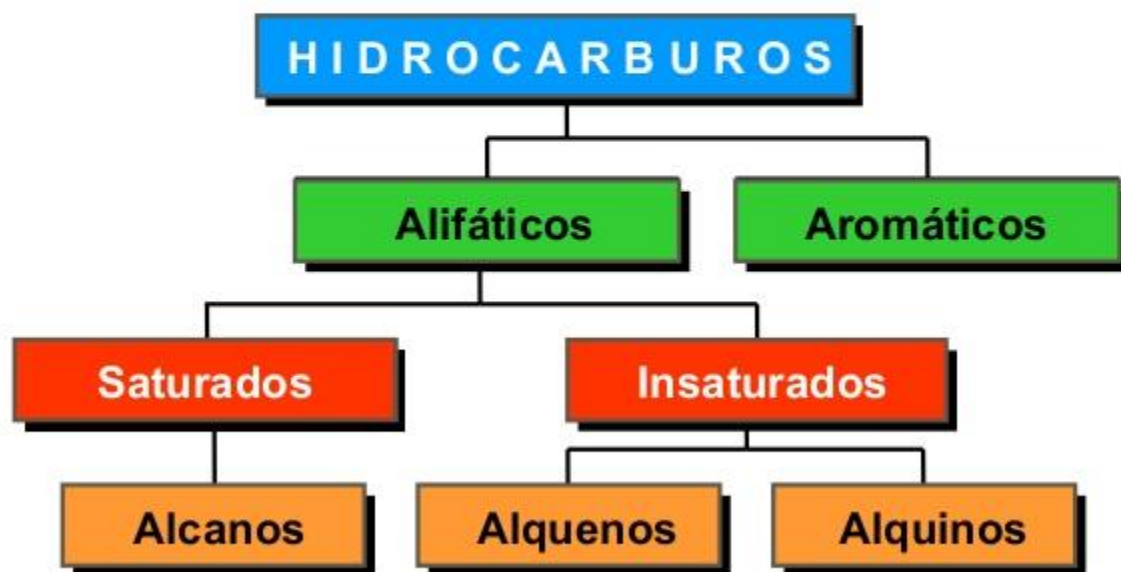 HIDROCARBUROS
Alifáticos
Aromáticos
Saturados
Insaturados
Alcanos
Alquenos
Alquinos